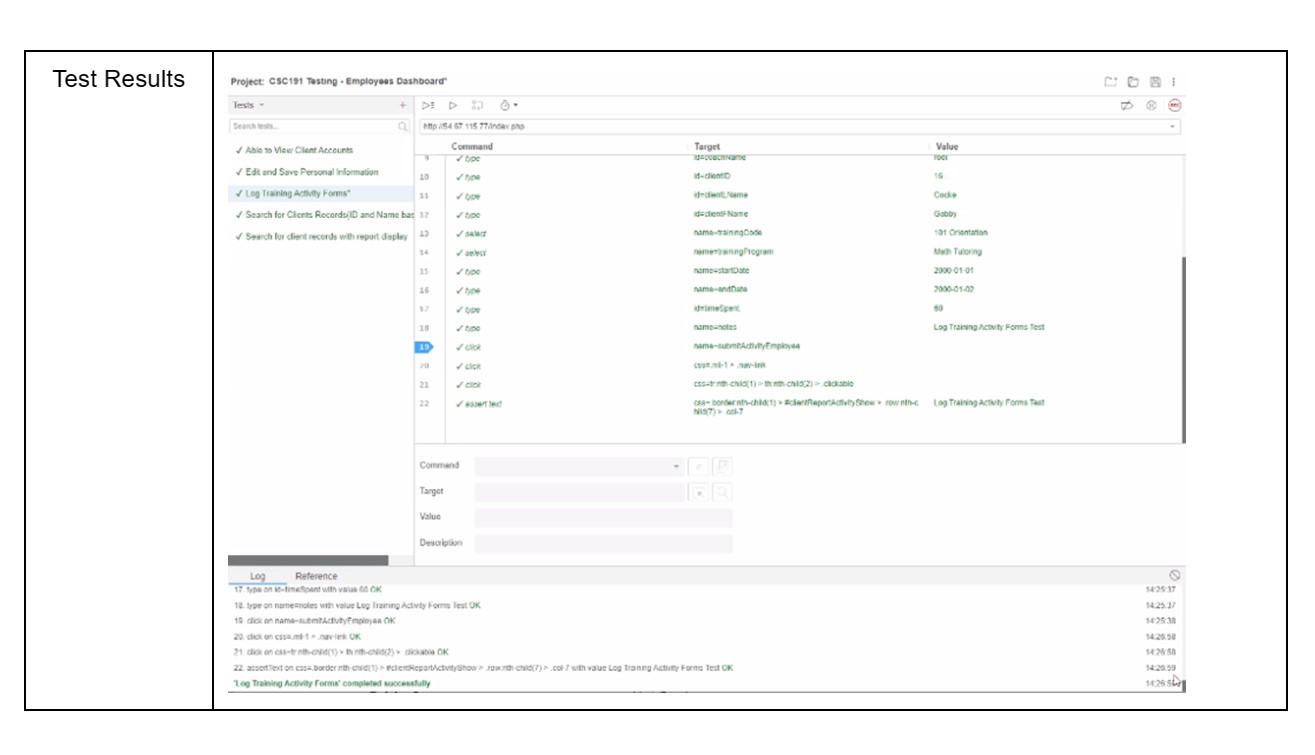 Test Results
Project: CSC191 Testing - Employees Dashboard*
Tests
+
Search tests...
http://54.67.115.77/index.php
✓ Able to View Client Accounts
✓ Edit and Save Personal Information
✓ Log Training Activity Forms*
✓ Search for Clients Records(ID and Name bas
✓ Search for client records with report display
Command Target Value
9 ✓ type id=coachName root
10 ✓ type id=clientID 16
11 ✓ type id=clientLName Cocke
12 ✓ type id=clientFName Gabby
13 ✓ select name=trainingCode 101 Orientation
14 ✓ select name=trainingProgram Math Tutoring
15 ✓ type name=startDate 2000-01-01
16 ✓ type name=endDate 2000-01-02
17 ✓ type id=timeSpent 60
18 ✓ type name=notes Log Training Activity Forms Test
19 ✓ click name=submitActivityEmployee
20 ✓ click css=.ml-1 > .nav-link
21 ✓ click css=tr:nth-child(1) > th:nth-child(2) > .clickable
22 ✓ assert text css=.border:nth-child(1) > #clientReportActivityShow > .row:nth-c Log Training Activity Forms Test
hild(7) > .col-7
Command
Target
Value
Description
Log Reference
17. type on id=timeSpent with value 60 OK 14:25:37
18. type on name=notes with value Log Training Activity Forms Test OK 14:25:37
19. click on name=submitActivityEmployee OK 14:25:38
20. click on css=.ml-1 > .nav-link OK 14:26:58
21. click on css=tr:nth-child(1) > th:nth-child(2) > .clickable OK 14:26:58
22. assertText on css=.border:nth-child(1) > #clientReportActivityShow > .row:nth-child(7) > .col-7 with value Log Training Activity Forms Test OK 14:26:59
'Log Training Activity Forms' completed successfully